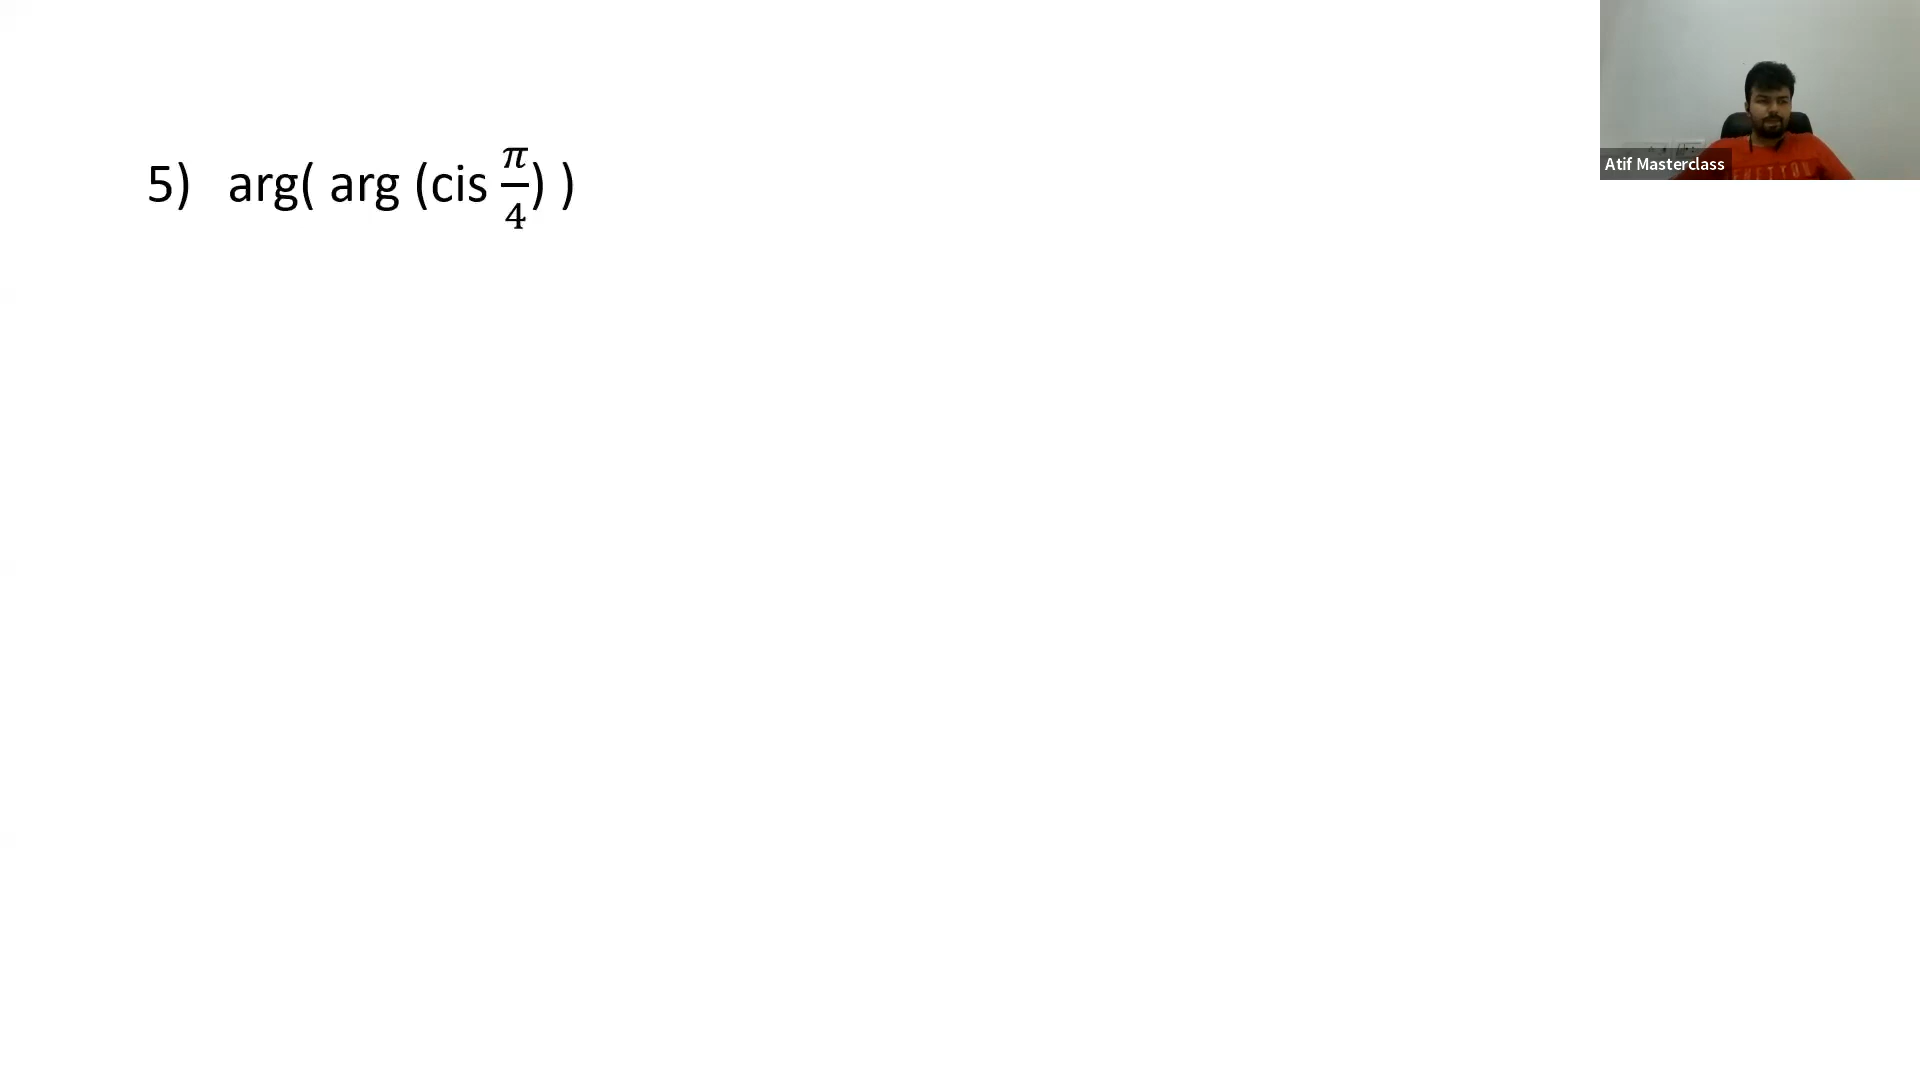 5) arg( arg (cis π/4) )
Atif Masterclass